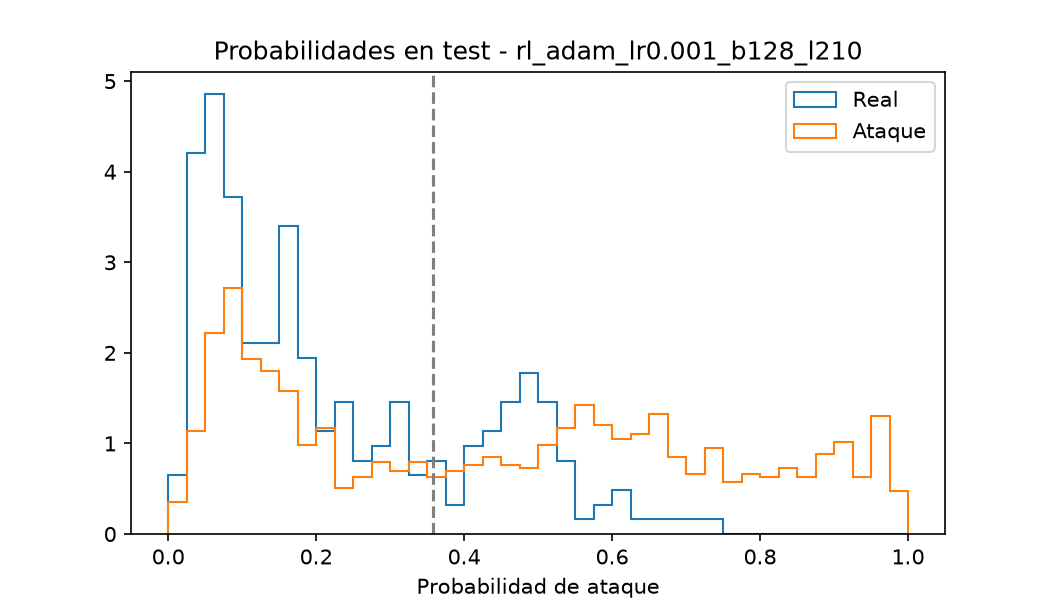 Probabilidades en test - rl_adam_lr0.001_b128_l210
Real
Ataque
5
4
3
2
1
0
0.0 0.2 0.4 0.6 0.8 1.0
Probabilidad de ataque